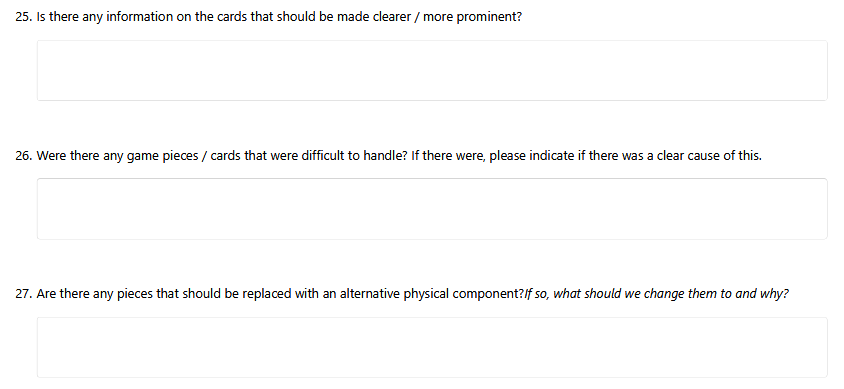 25. Is there any information on the cards that should be made clearer / more prominent?
26. Were there any game pieces / cards that were difficult to handle? If there were, please indicate if there was a clear cause of this.
27. Are there any pieces that should be replaced with an alternative physical component?If so, what should we change them to and why?